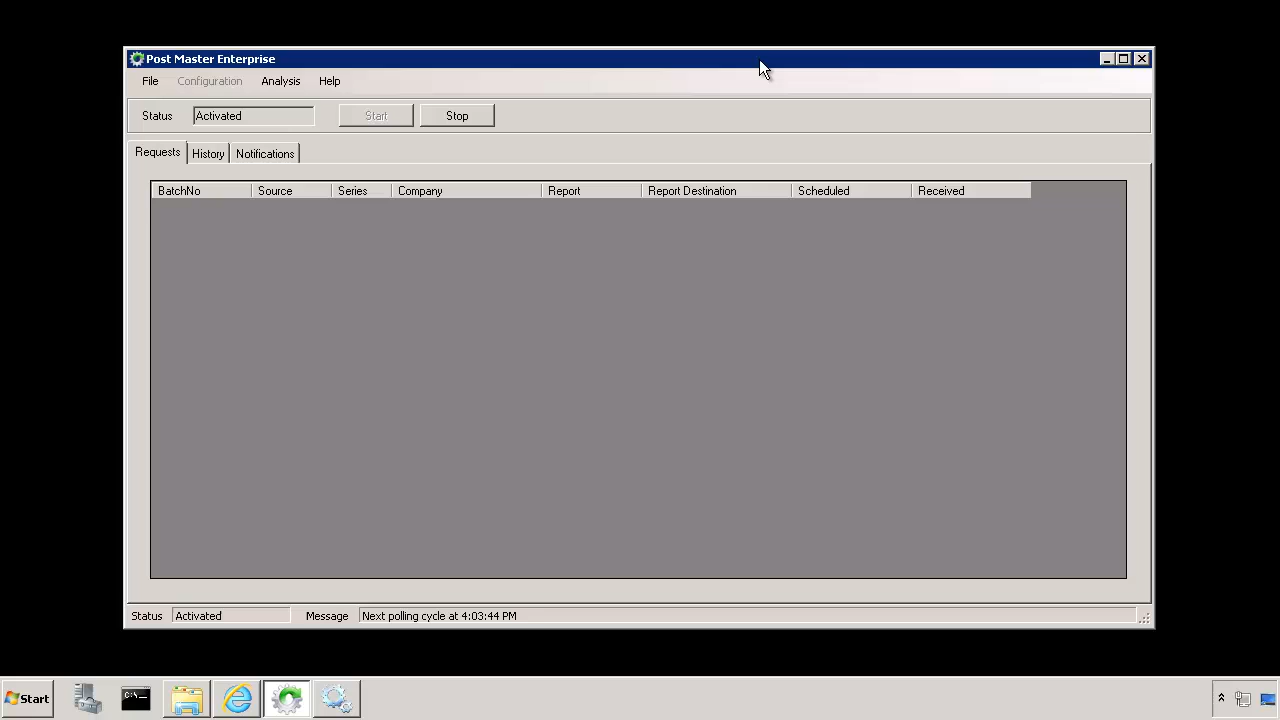 Post Master Enterprise
File Configuration Analysis Help
Status Activated Start Stop
Requests History Notifications
BatchNo Source Series Company Report Report Destination Scheduled Received
Status Activated Message Next polling cycle at 4:03:44 PM
Start